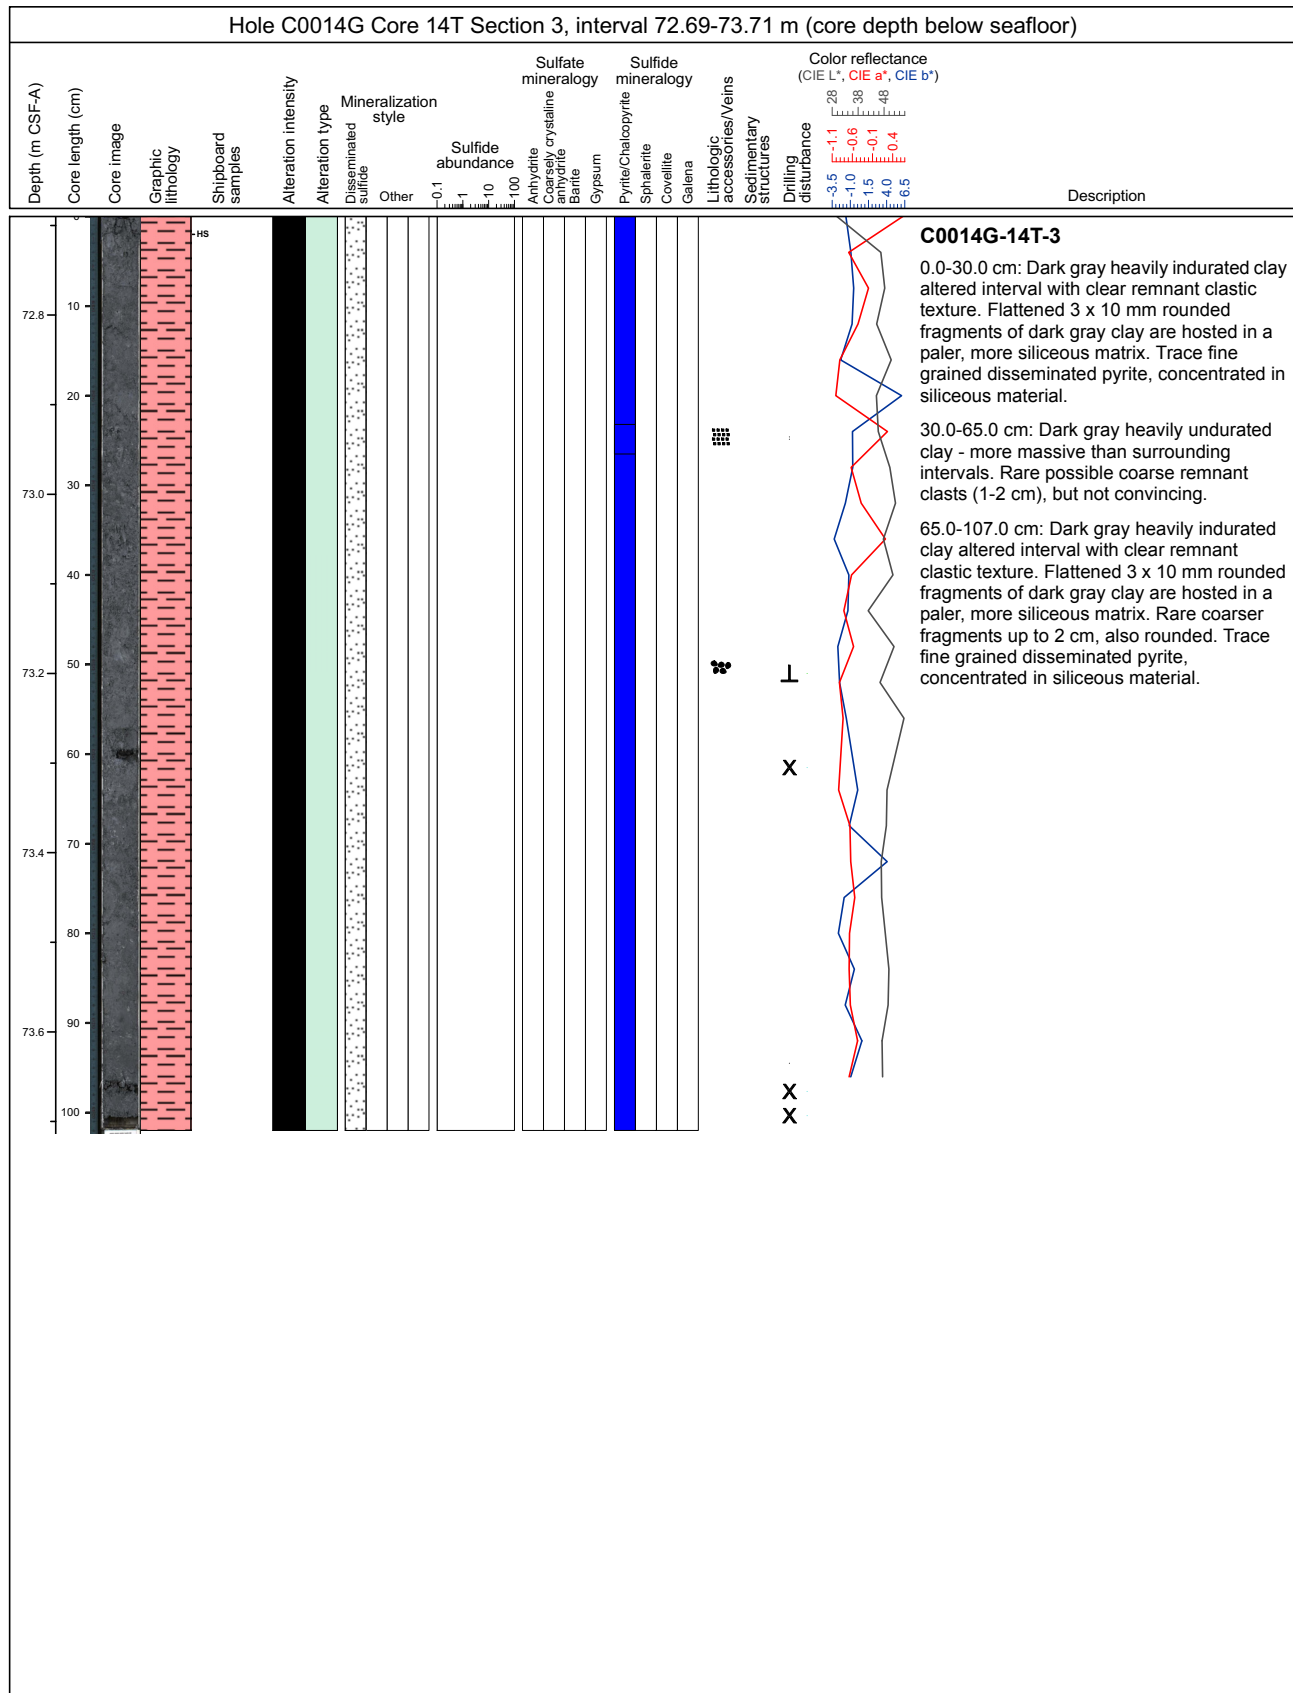 Hole C0014G Core 14T Section 3, interval 72.69-73.71 m (core depth below seafloor)
Depth (m CSF-A)
Core length (cm)
Core image
Graphic
lithology
Shipboard
samples
Alteration intensity
Alteration type
Mineralization
style
Disseminated
sulfide
Other
Sulfide
abundance
0.1
1
10
100
Sulfate
mineralogy
Anhydrite
Coarsely crystaline
anhydrite
Barite
Gypsum
Sulfide
mineralogy
Pyrite/Chalcopyrite
Sphalerite
Covellite
Galena
Lithologic
accessories/Veins
Sedimentary
structures
Drilling
disturbance
Color reflectance
(CIE L*, CIE a*, CIE b*)
28 38 48
-1.1 -0.6 -0.1 0.4
-3.5 -1.0 1.5 4.0 6.5
Description
0
HS
10
72.8
20
30
73.0
40
50
73.2
60
70
73.4
80
90
73.6
100
X
X
X
C0014G-14T-3
0.0-30.0 cm: Dark gray heavily indurated clay
altered interval with clear remnant clastic
texture. Flattened 3 x 10 mm rounded
fragments of dark gray clay are hosted in a
paler, more siliceous matrix. Trace fine
grained disseminated pyrite, concentrated in
siliceous material.
30.0-65.0 cm: Dark gray heavily undurated
clay - more massive than surrounding
intervals. Rare possible coarse remnant
clasts (1-2 cm), but not convincing.
65.0-107.0 cm: Dark gray heavily indurated
clay altered interval with clear remnant
clastic texture. Flattened 3 x 10 mm rounded
fragments of dark gray clay are hosted in a
paler, more siliceous matrix. Rare coarser
fragments up to 2 cm, also rounded. Trace
fine grained disseminated pyrite,
concentrated in siliceous material.